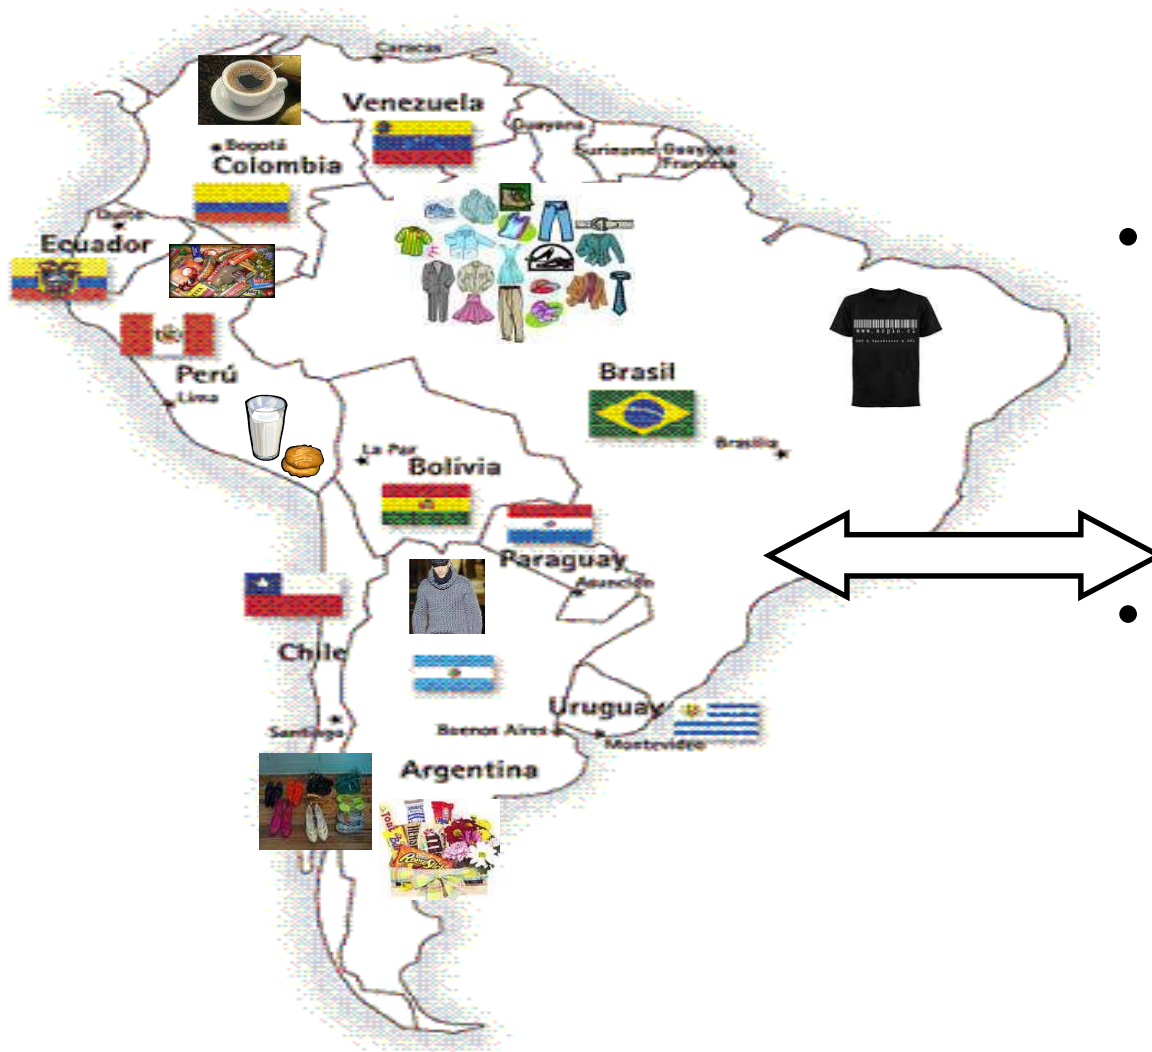 Caracas
Venezuela
Guayana
Suriname
Guayana
Francesa
Bogotá
Colombia
Quito
Ecuador
Perú
Lima
Brasil
Brasilia
La Paz
Bolivia
Paraguay
Asunción
Chile
Santiago
Uruguay
Buenos Aires
Montevideo
Argentina